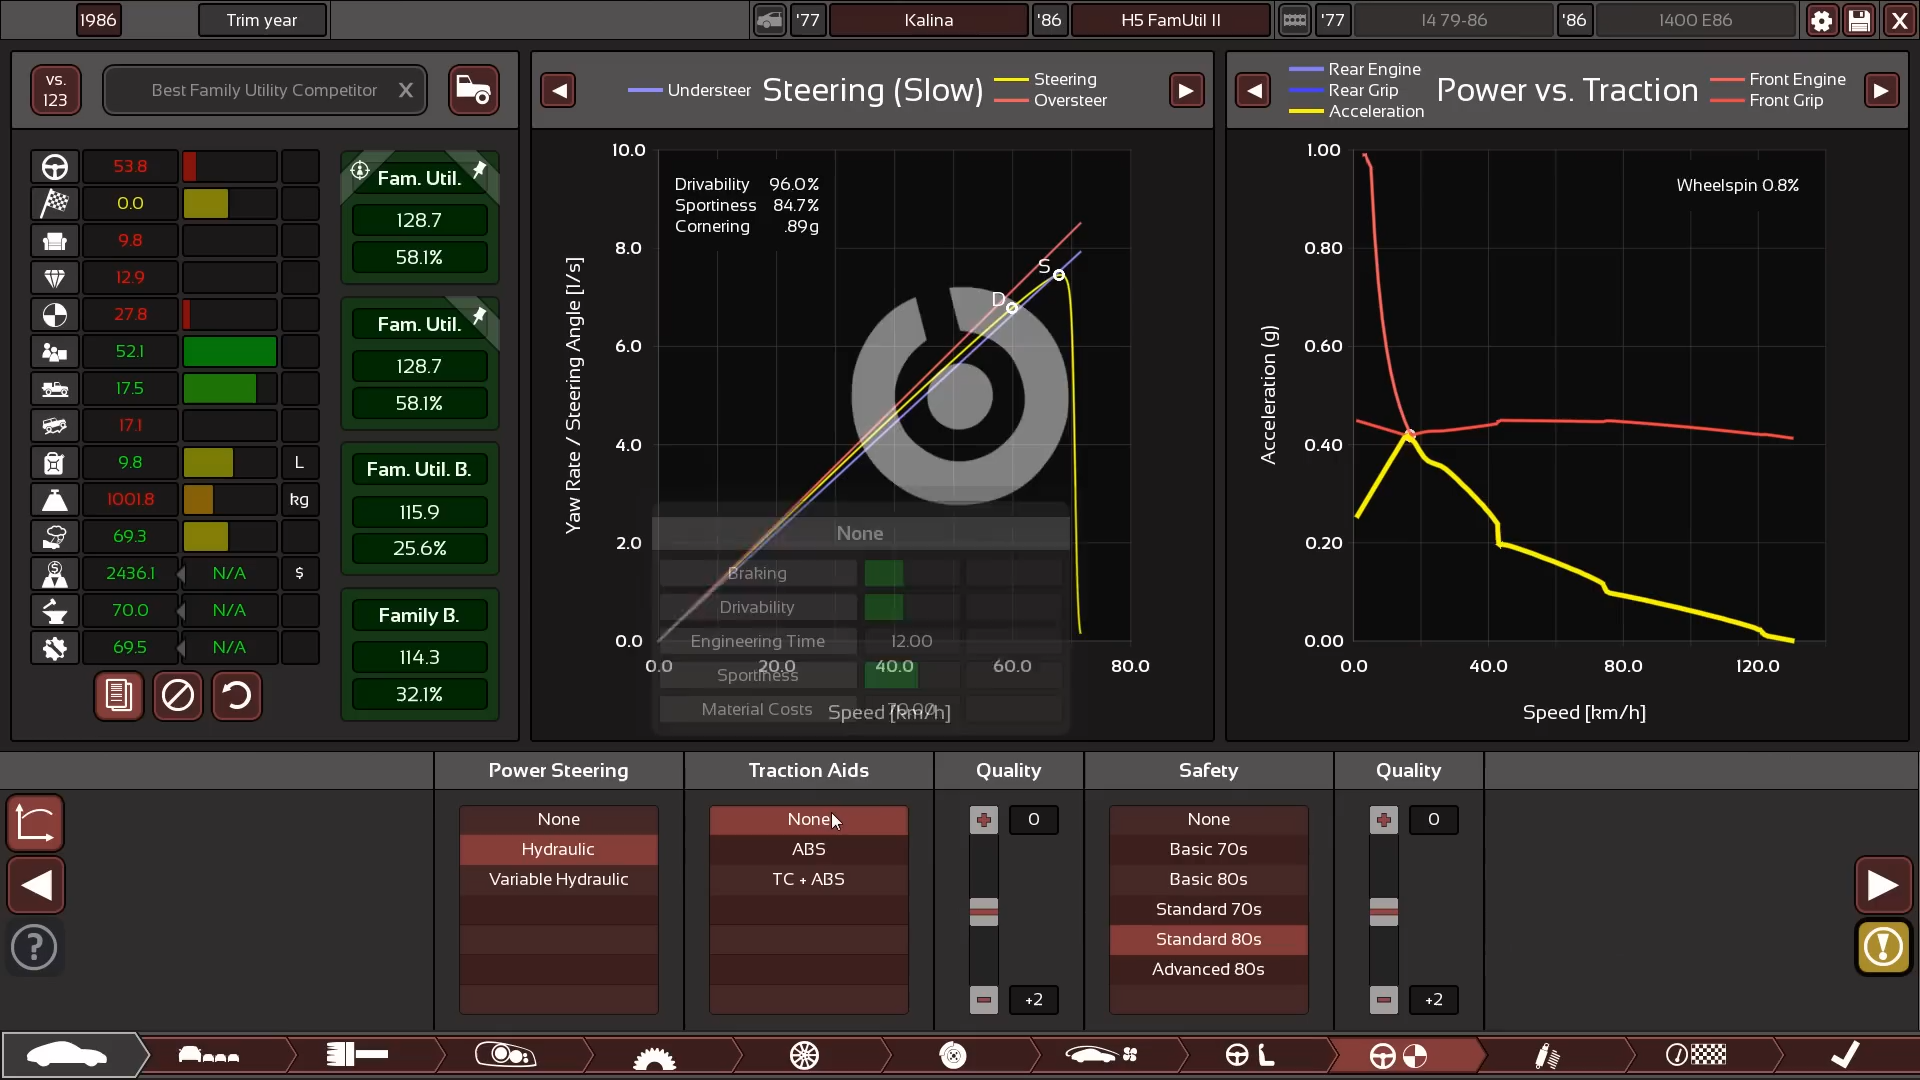 1986
Trim year
'77
Kalina
'86
H5 FamUtil II
'77
I4 79-86
'86
I400 E86
X
vs.
123
Best Family Utility Competitor X
53.8
0.0
9.8
12.9
27.8
52.1
17.5
17.1
9.8 L
1001.8 kg
69.3
2436.1 N/A $
70.0 N/A
69.5 N/A
Fam. Util.
128.7
58.1%
Fam. Util.
128.7
58.1%
Fam. Util. B.
115.9
25.6%
Family B.
114.3
32.1%
Understeer
Steering (Slow)
Steering
Oversteer
10.0
8.0
6.0
4.0
2.0
0.0
Yaw Rate / Steering Angle [1/s]
Drivability 96.0%
Sportiness 84.7%
Cornering .89g
S
D
None
Braking
Drivability
Engineering Time 12.00
Sportiness
Material Costs 70.00
0.0 20.0 40.0 60.0 80.0
Speed [km/h]
Rear Engine
Rear Grip
Acceleration
Power vs. Traction
Front Engine
Front Grip
1.00
0.80
0.60
0.40
0.20
0.00
Acceleration (g)
Wheelspin 0.8%
0.0 40.0 80.0 120.0
Speed [km/h]
Power Steering
None
Hydraulic
Variable Hydraulic
Traction Aids
None
ABS
TC + ABS
Quality
0
+2
Safety
None
Basic 70s
Basic 80s
Standard 70s
Standard 80s
Advanced 80s
Quality
0
+2
?